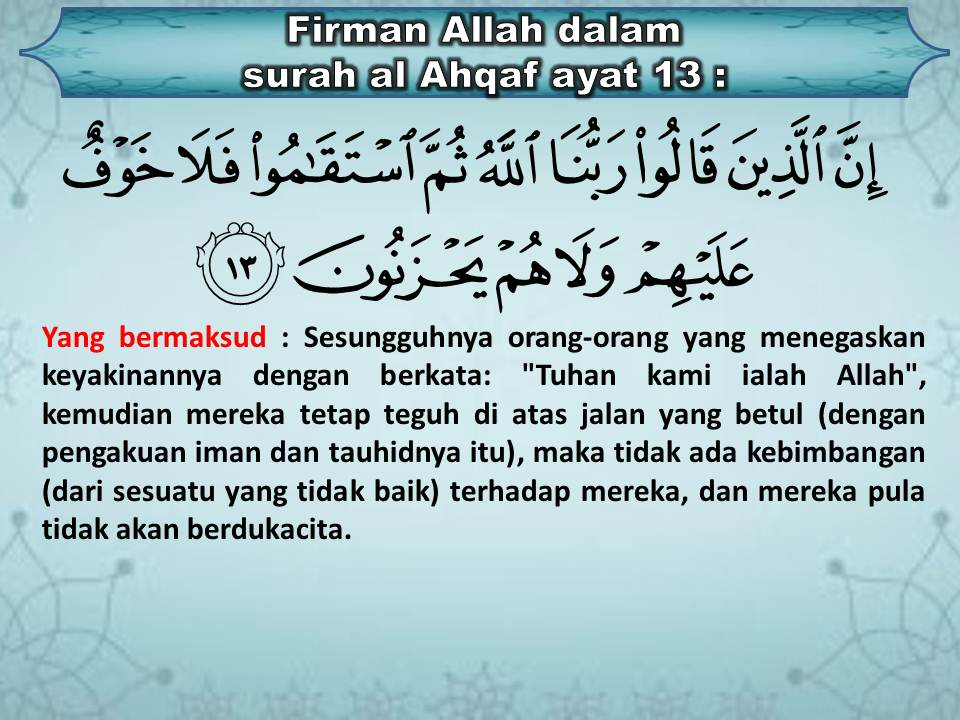 Firman Allah dalam
surah al Ahqaf ayat 13 :
إِنَّ ٱلَّذِينَ قَالُوا۟ رَبُّنَا ٱللَّهُ ثُمَّ ٱسْتَقَـٰمُوا۟ فَلَا خَوْفٌ
عَلَيْهِمْ وَلَا هُمْ يَحْزَنُونَ ١٣
Yang bermaksud : Sesungguhnya orang-orang yang menegaskan
keyakinannya dengan berkata: "Tuhan kami ialah Allah",
kemudian mereka tetap teguh di atas jalan yang betul (dengan
pengakuan iman dan tauhidnya itu), maka tidak ada kebimbangan
(dari sesuatu yang tidak baik) terhadap mereka, dan mereka pula
tidak akan berdukacita.